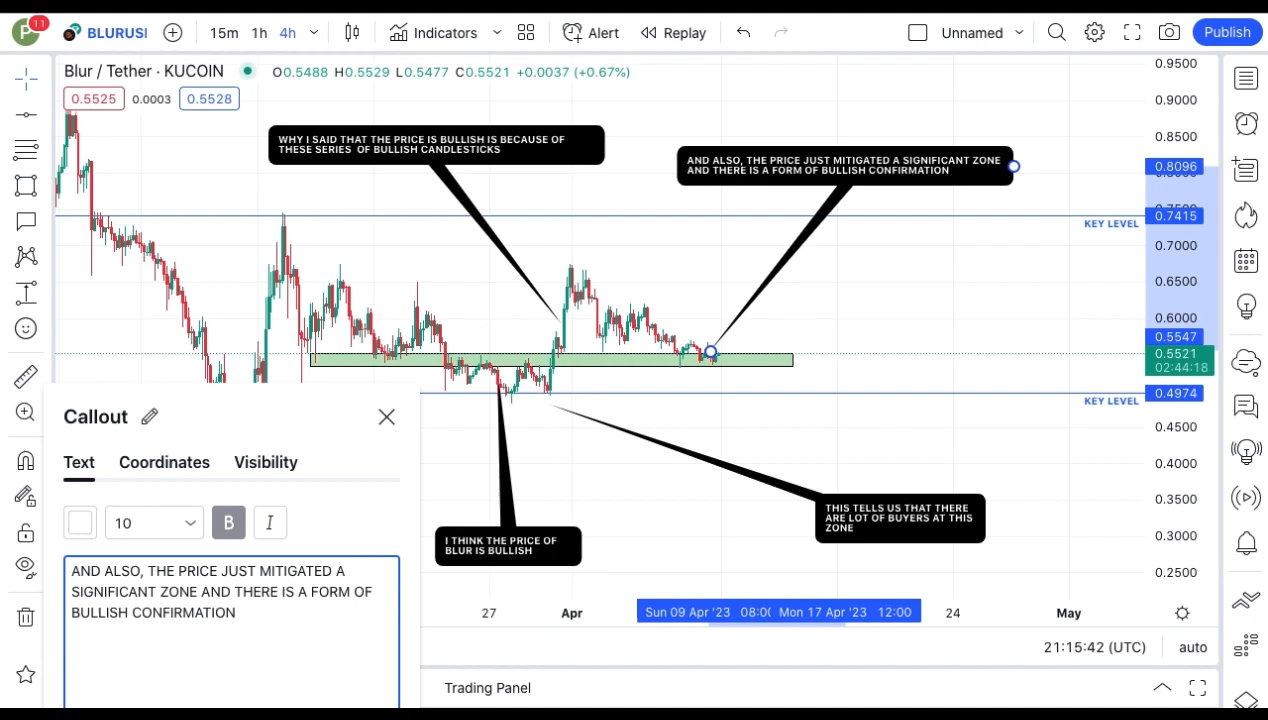 P
11
BLURUSI
15m 1h 4h
Indicators
Alert
Replay
Unnamed
Publish
Blur / Tether · KUCOIN
O0.5488 H0.5529 L0.5477 C0.5521 +0.0037 (+0.67%)
0.5525 0.0003 0.5528
WHY I SAID THAT THE PRICE IS BULLISH IS BECAUSE OF
THESE SERIES OF BULLISH CANDLESTICKS
AND ALSO, THE PRICE JUST MITIGATED A SIGNIFICANT ZONE
AND THERE IS A FORM OF BULLISH CONFIRMATION
0.9500
0.9000
0.8500
0.8096
0.7415
KEY LEVEL
0.7000
0.6500
0.6000
0.5547
0.5521
02:44:18
0.4974
KEY LEVEL
0.4500
0.4000
0.3500
0.3000
0.2500
Callout
Text Coordinates Visibility
10 B I
AND ALSO, THE PRICE JUST MITIGATED A
SIGNIFICANT ZONE AND THERE IS A FORM OF
BULLISH CONFIRMATION
I THINK THE PRICE OF
BLUR IS BULLISH
THIS TELLS US THAT THERE
ARE LOT OF BUYERS AT THIS
ZONE
27 Apr Sun 09 Apr '23 08:0( Mon 17 Apr '23 12:00 24 May
21:15:42 (UTC) auto
Trading Panel